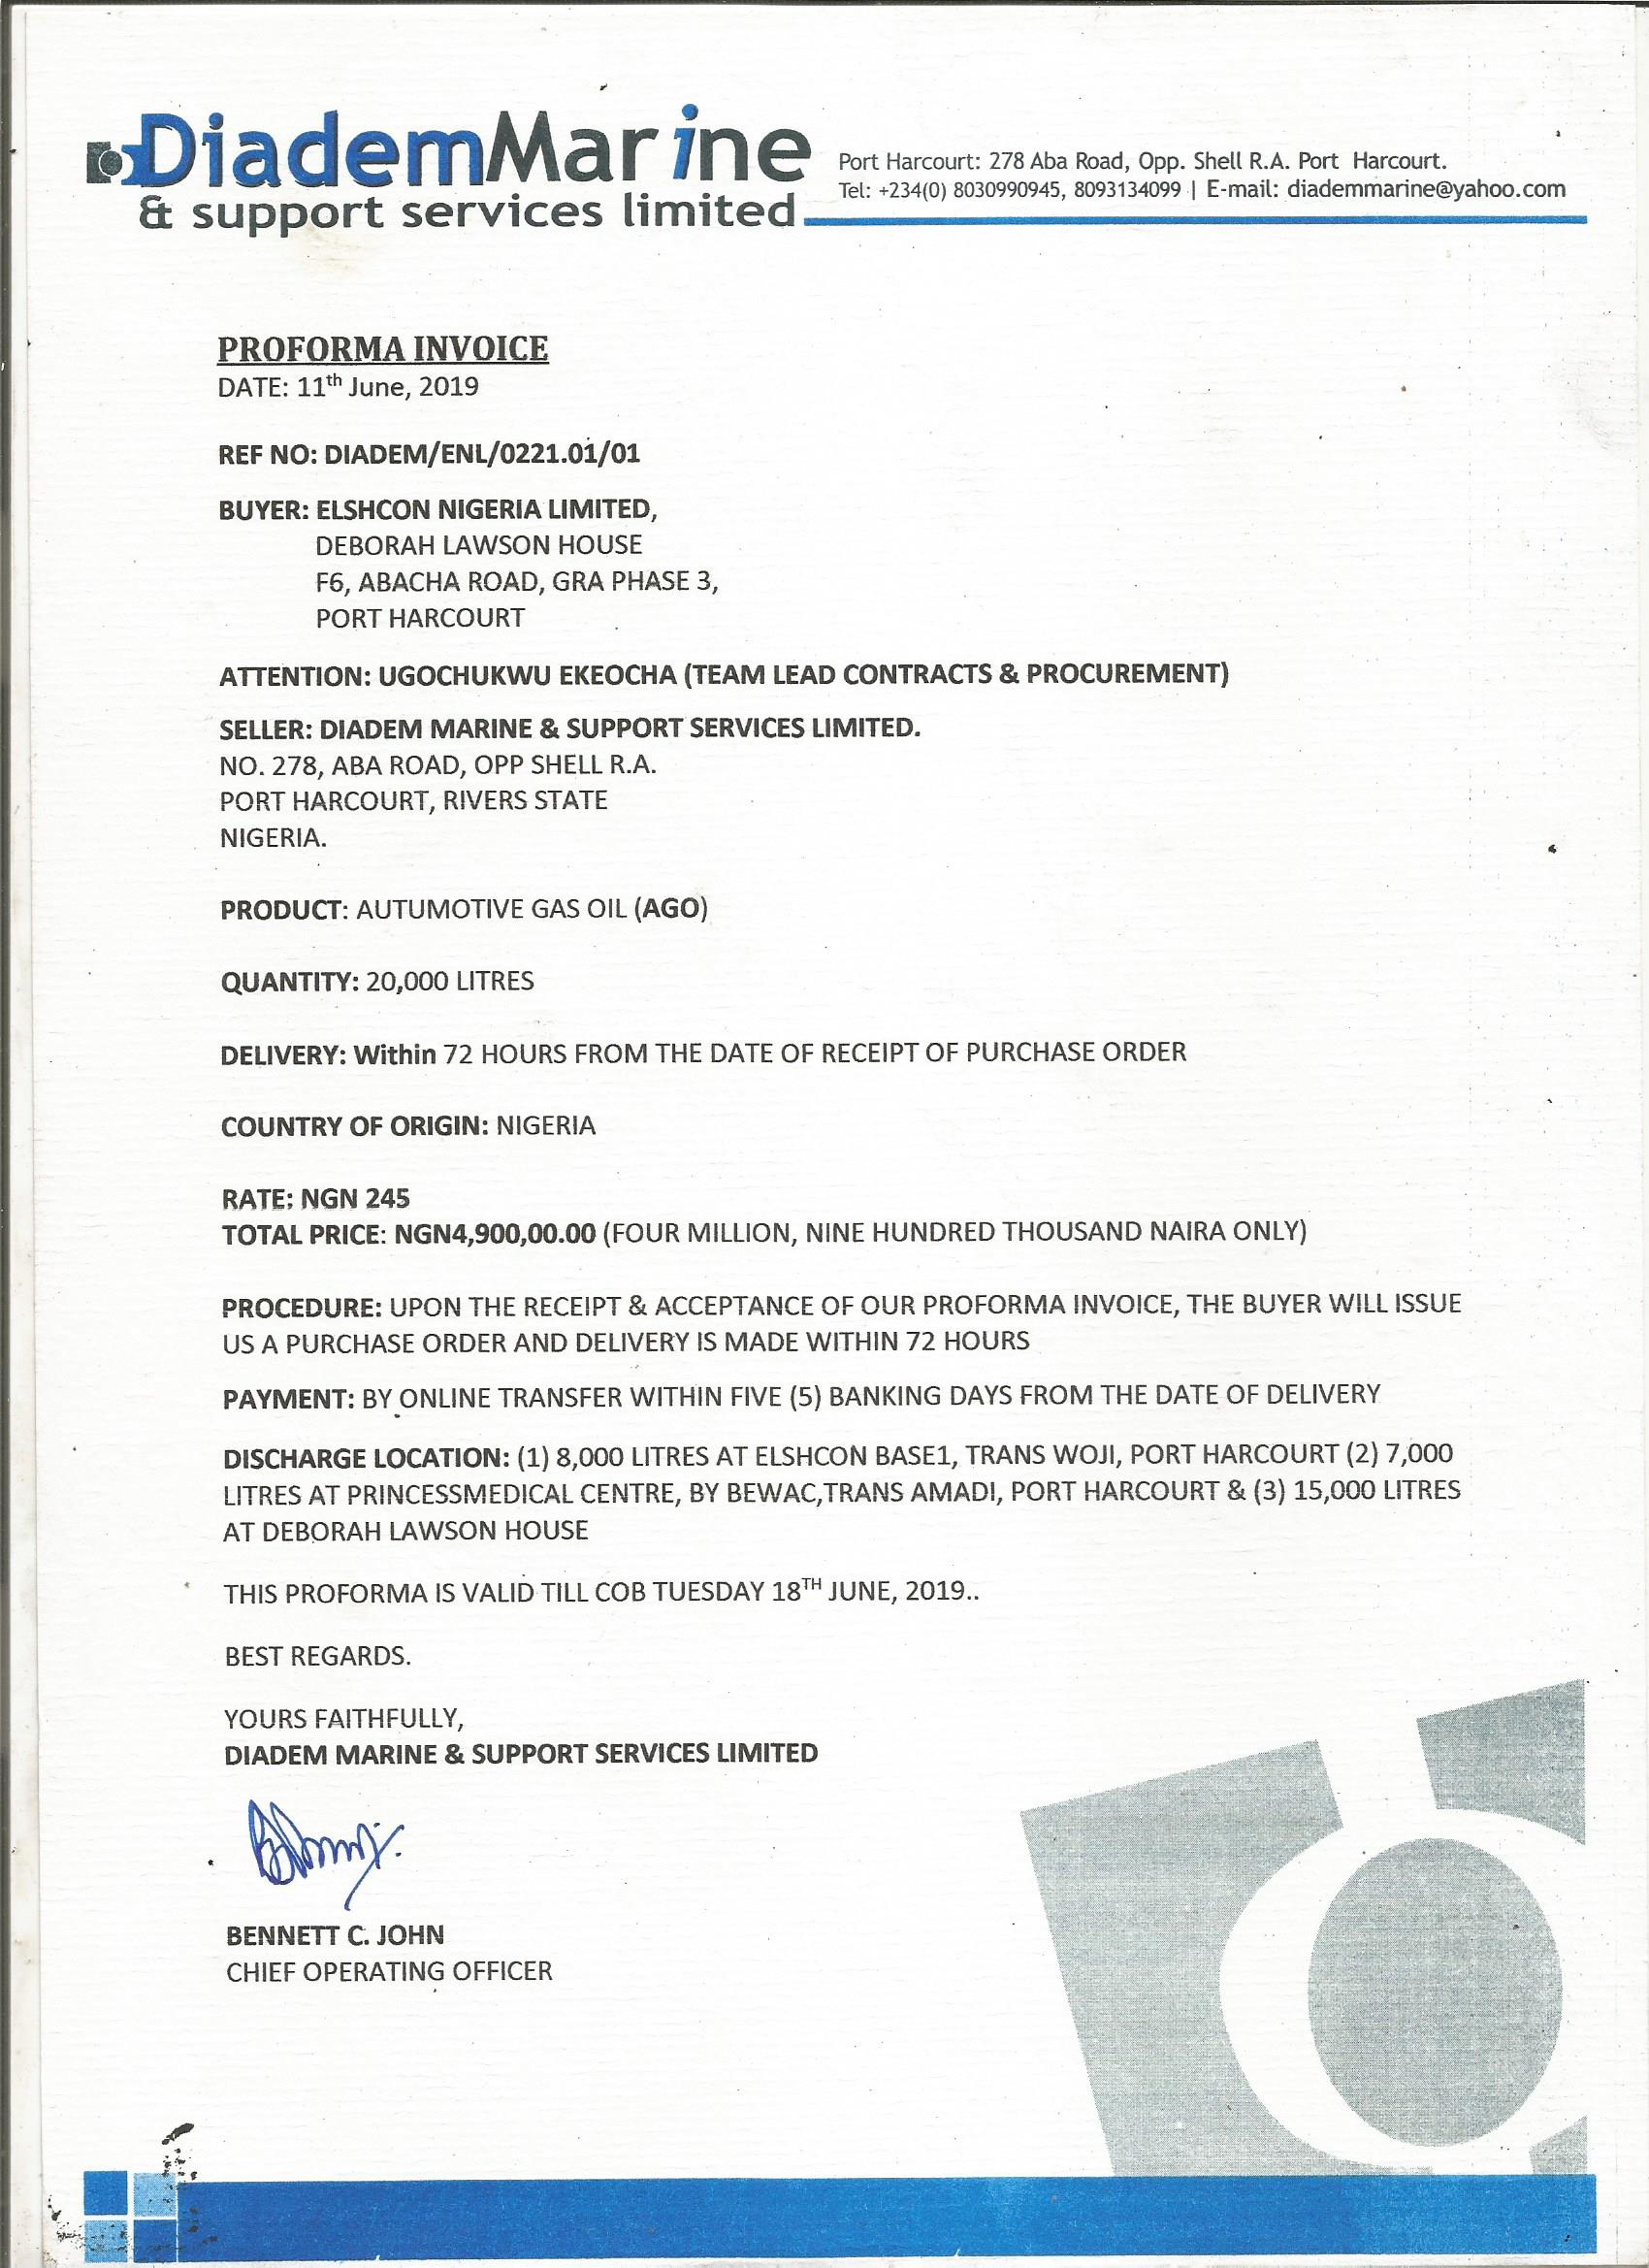 DiademMarine
& support services limited
Port Harcourt: 278 Aba Road, Opp. Shell R.A. Port Harcourt.
Tel: +234(0) 8030990945, 8093134099 | E-mail: diademmarine@yahoo.com
PROFORMA INVOICE
DATE: 11th June, 2019
REF NO: DIADEM/ENL/0221.01/01
BUYER: ELSHCON NIGERIA LIMITED,
DEBORAH LAWSON HOUSE
F6, ABACHA ROAD, GRA PHASE 3,
PORT HARCOURT
ATTENTION: UGOCHUKWU EKEOCHA (TEAM LEAD CONTRACTS & PROCUREMENT)
SELLER: DIADEM MARINE & SUPPORT SERVICES LIMITED.
NO. 278, ABA ROAD, OPP SHELL R.A.
PORT HARCOURT, RIVERS STATE
NIGERIA.
PRODUCT: AUTUMOTIVE GAS OIL (AGO)
QUANTITY: 20,000 LITRES
DELIVERY: Within 72 HOURS FROM THE DATE OF RECEIPT OF PURCHASE ORDER
COUNTRY OF ORIGIN: NIGERIA
RATE: NGN 245
TOTAL PRICE: NGN4,900,00.00 (FOUR MILLION, NINE HUNDRED THOUSAND NAIRA ONLY)
PROCEDURE: UPON THE RECEIPT & ACCEPTANCE OF OUR PROFORMA INVOICE, THE BUYER WILL ISSUE
US A PURCHASE ORDER AND DELIVERY IS MADE WITHIN 72 HOURS
PAYMENT: BY ONLINE TRANSFER WITHIN FIVE (5) BANKING DAYS FROM THE DATE OF DELIVERY
DISCHARGE LOCATION: (1) 8,000 LITRES AT ELSHCON BASE1, TRANS WOJI, PORT HARCOURT (2) 7,000
LITRES AT PRINCESSMEDICAL CENTRE, BY BEWAC,TRANS AMADI, PORT HARCOURT & (3) 15,000 LITRES
AT DEBORAH LAWSON HOUSE
THIS PROFORMA IS VALID TILL COB TUESDAY 18TH JUNE, 2019..
BEST REGARDS.
YOURS FAITHFULLY,
DIADEM MARINE & SUPPORT SERVICES LIMITED
BENNETT C. JOHN
CHIEF OPERATING OFFICER